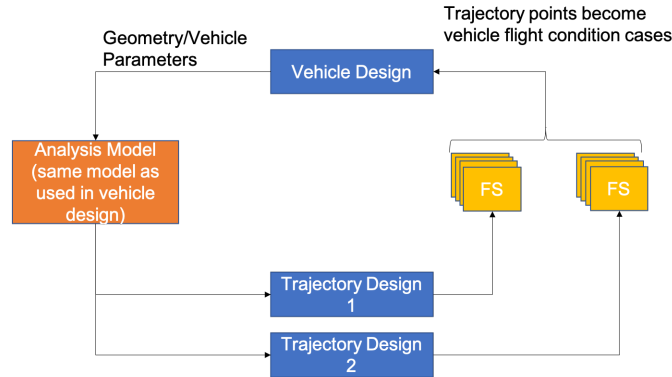 Trajectory points become
vehicle flight condition cases
Geometry/Vehicle
Parameters
Vehicle Design
Analysis Model
(same model as
used in vehicle
design)
FS
FS
Trajectory Design
1
Trajectory Design
2